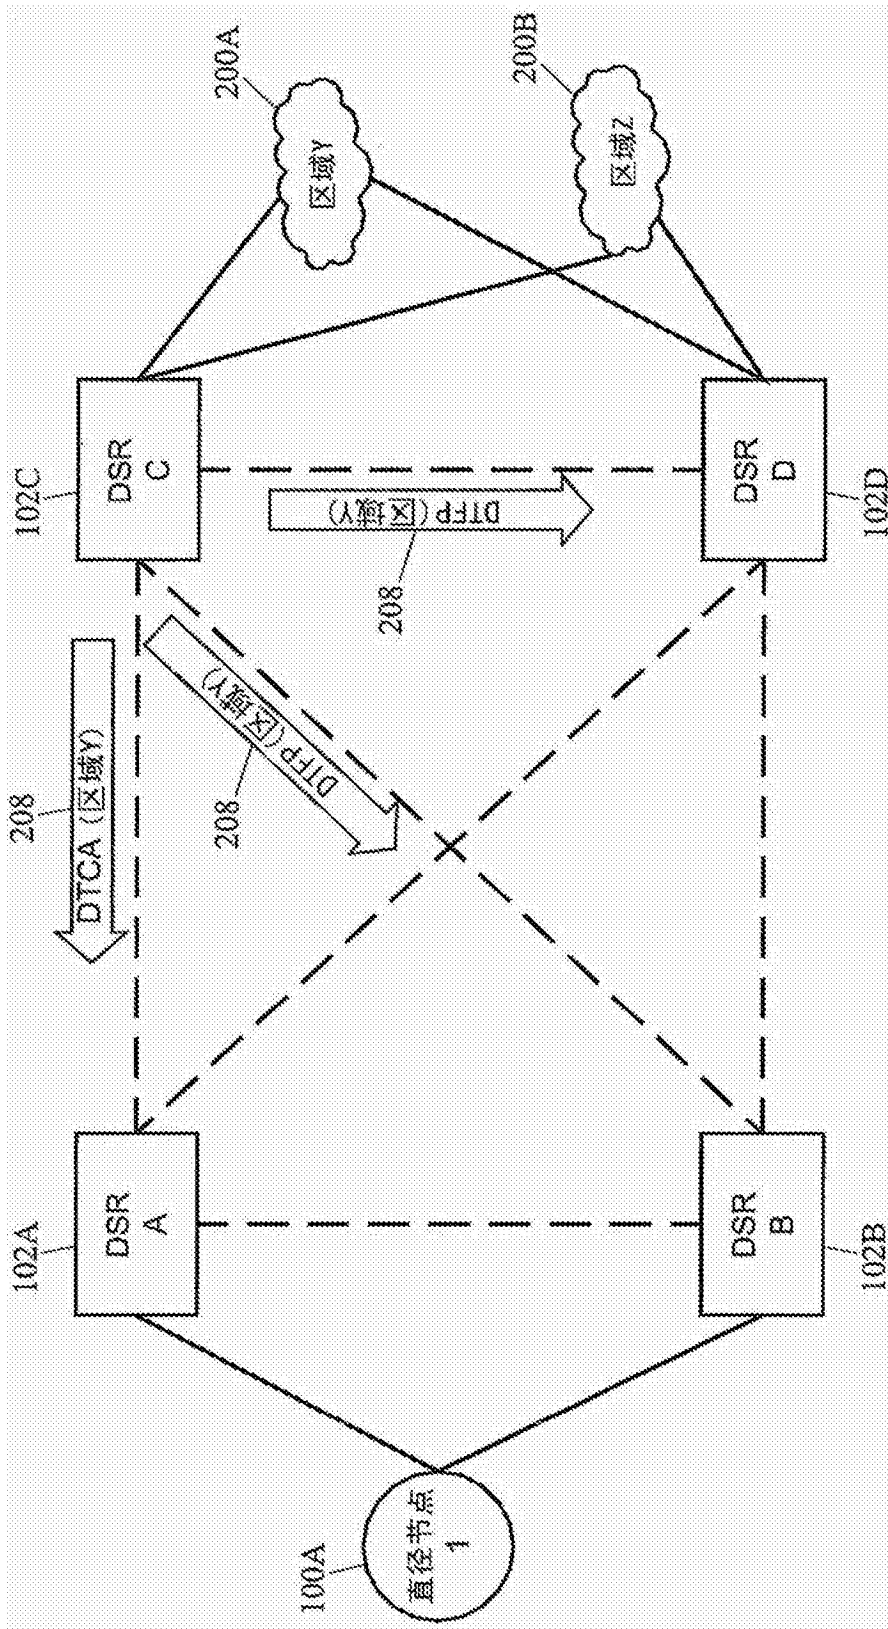 100A
直径节点
1
102A
DSR
A
102B
DSR
B
208
DTCA (区域Y)
208
DTFP (区域Y)
208
DTFP (区域Y)
102C
DSR
C
102D
DSR
D
200A
区域Y
200B
区域Z